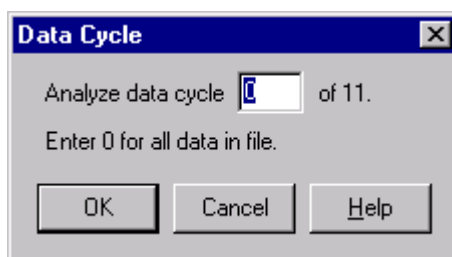 Data Cycle
Analyze data cycle 0 of 11.
Enter 0 for all data in file.
OK Cancel Help